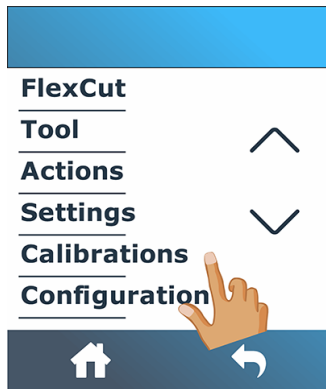 FlexCut
Tool
Actions
Settings
Calibrations
Configuration